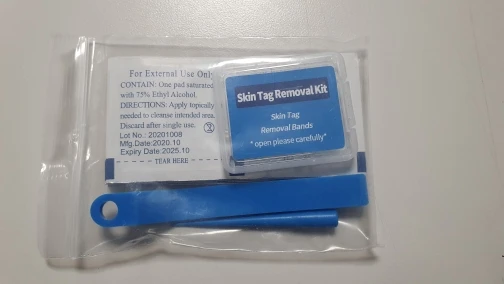 For External Use Only
CONTAIN: One pad saturated
with 75% Ethyl Alcohol.
DIRECTIONS: Apply topically
needed to cleanse intended area.
Discard after single use.
Lot No.: 20201008
Mfg.Date:2020.10
Expiry Date:2025.10
TEAR HERE
Skin Tag Removal Kit
Skin Tag
Removal Bands
" open please carefully"